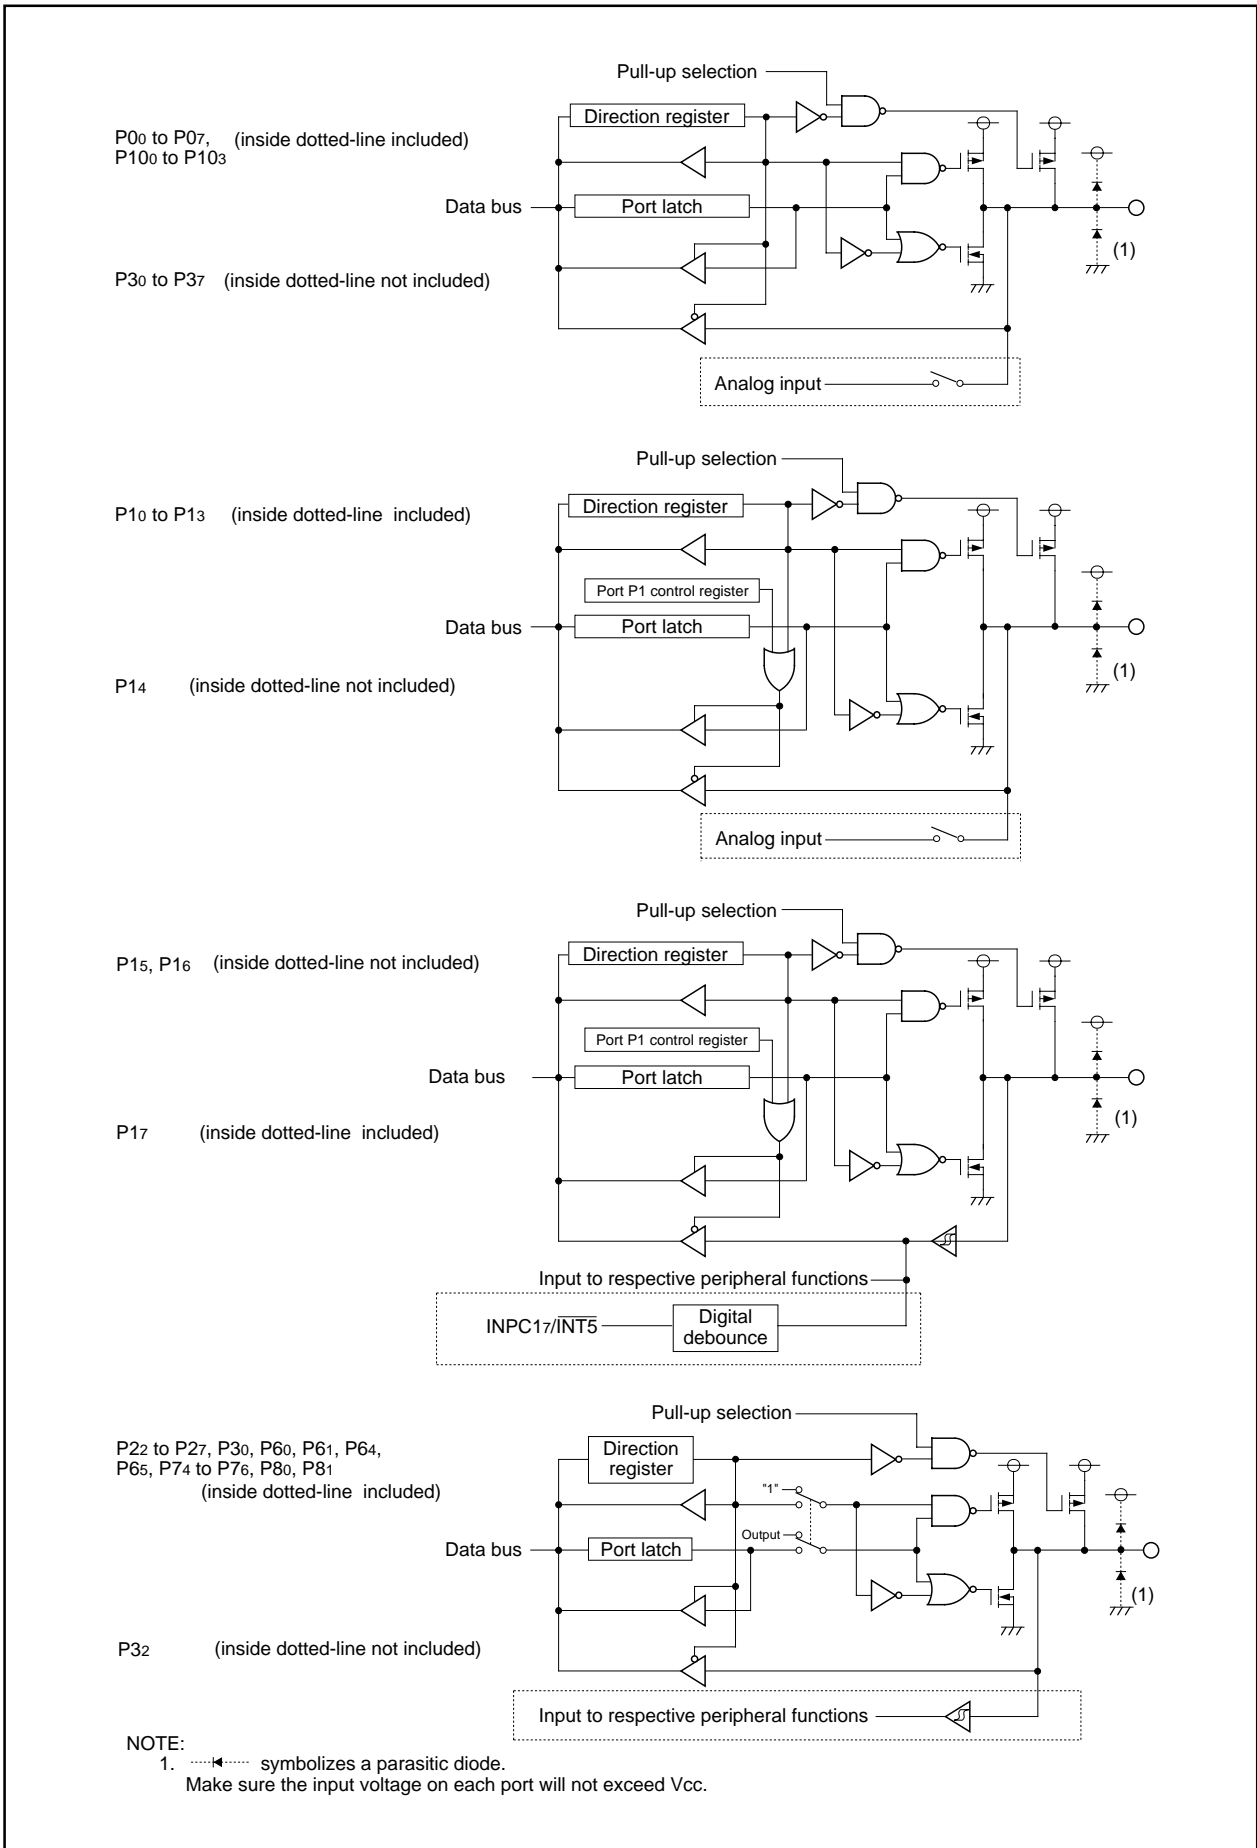 Pull-up selection
Direction register
P00 to P07, (inside dotted-line included)
P100 to P103
Data bus
Port latch
(1)
P30 to P37 (inside dotted-line not included)
Analog input
Pull-up selection
Direction register
P10 to P13 (inside dotted-line included)
Port P1 control register
Data bus
Port latch
(1)
P14 (inside dotted-line not included)
Analog input
Pull-up selection
Direction register
P15, P16 (inside dotted-line not included)
Port P1 control register
Data bus
Port latch
(1)
P17 (inside dotted-line included)
Input to respective peripheral functions
INPC17/INT5
Digital
debounce
Pull-up selection
P22 to P27, P30, P60, P61, P64,
P65, P74 to P76, P80, P81
(inside dotted-line included)
Direction
register
"1"
Output
Data bus
Port latch
(1)
P32 (inside dotted-line not included)
Input to respective peripheral functions
NOTE:
1. symbolizes a parasitic diode.
Make sure the input voltage on each port will not exceed Vcc.